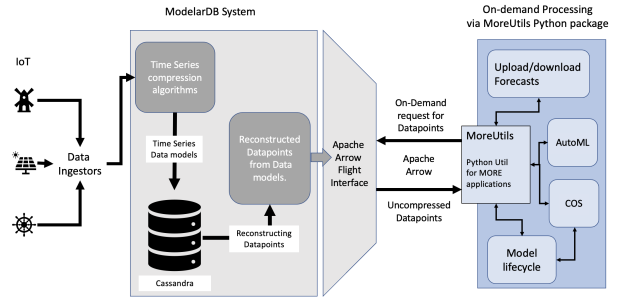 ModelarDB System
On-demand Processing
via MoreUtils Python package
IoT
Data
Ingestors
Time Series
compression
algorithms
Time Series
Data models
Cassandra
Reconstructing
Datapoints
Reconstructed
Datapoints
from Data
models.
Apache
Arrow
Flight
Interface
On-Demand
request for
Datapoints
Apache
Arrow
Uncompressed
Datapoints
Upload/download
Forecasts
MoreUtils
Python Util
for MORE
applications
AutoML
COS
Model
lifecycle